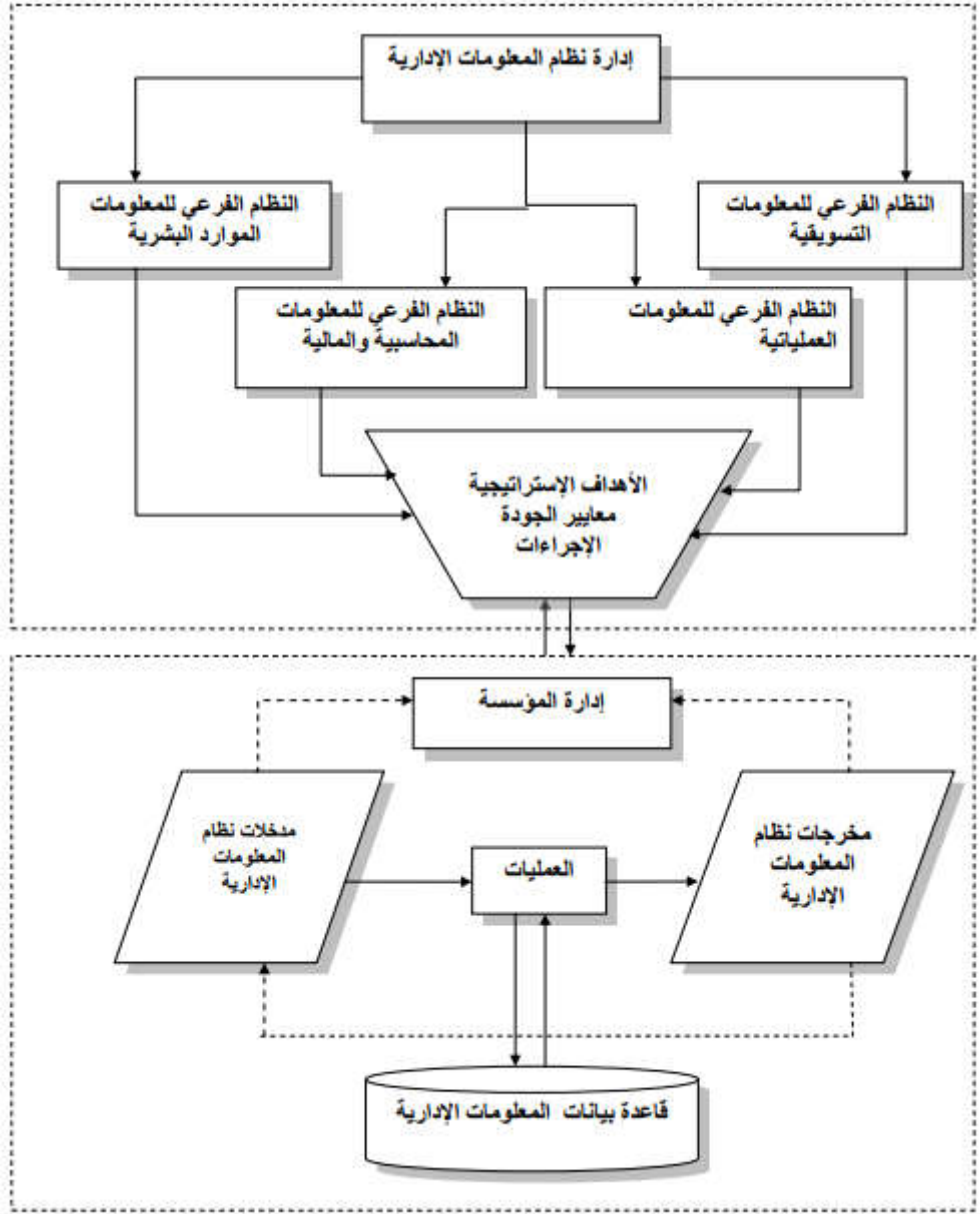 إدارة نظام المعلومات الإدارية
النظام الفرعي للمعلومات
التسويقية
النظام الفرعي للمعلومات
الموارد البشرية
النظام الفرعي للمعلومات
العملياتية
النظام الفرعي للمعلومات
المحاسبية والمالية
الأهداف الإستراتيجية
معايير الجودة
الإجراءات
إدارة المؤسسة
مخرجات نظام
المعلومات
الإدارية
العمليات
مدخلات نظام
المعلومات
الإدارية
قاعدة بيانات المعلومات الإدارية